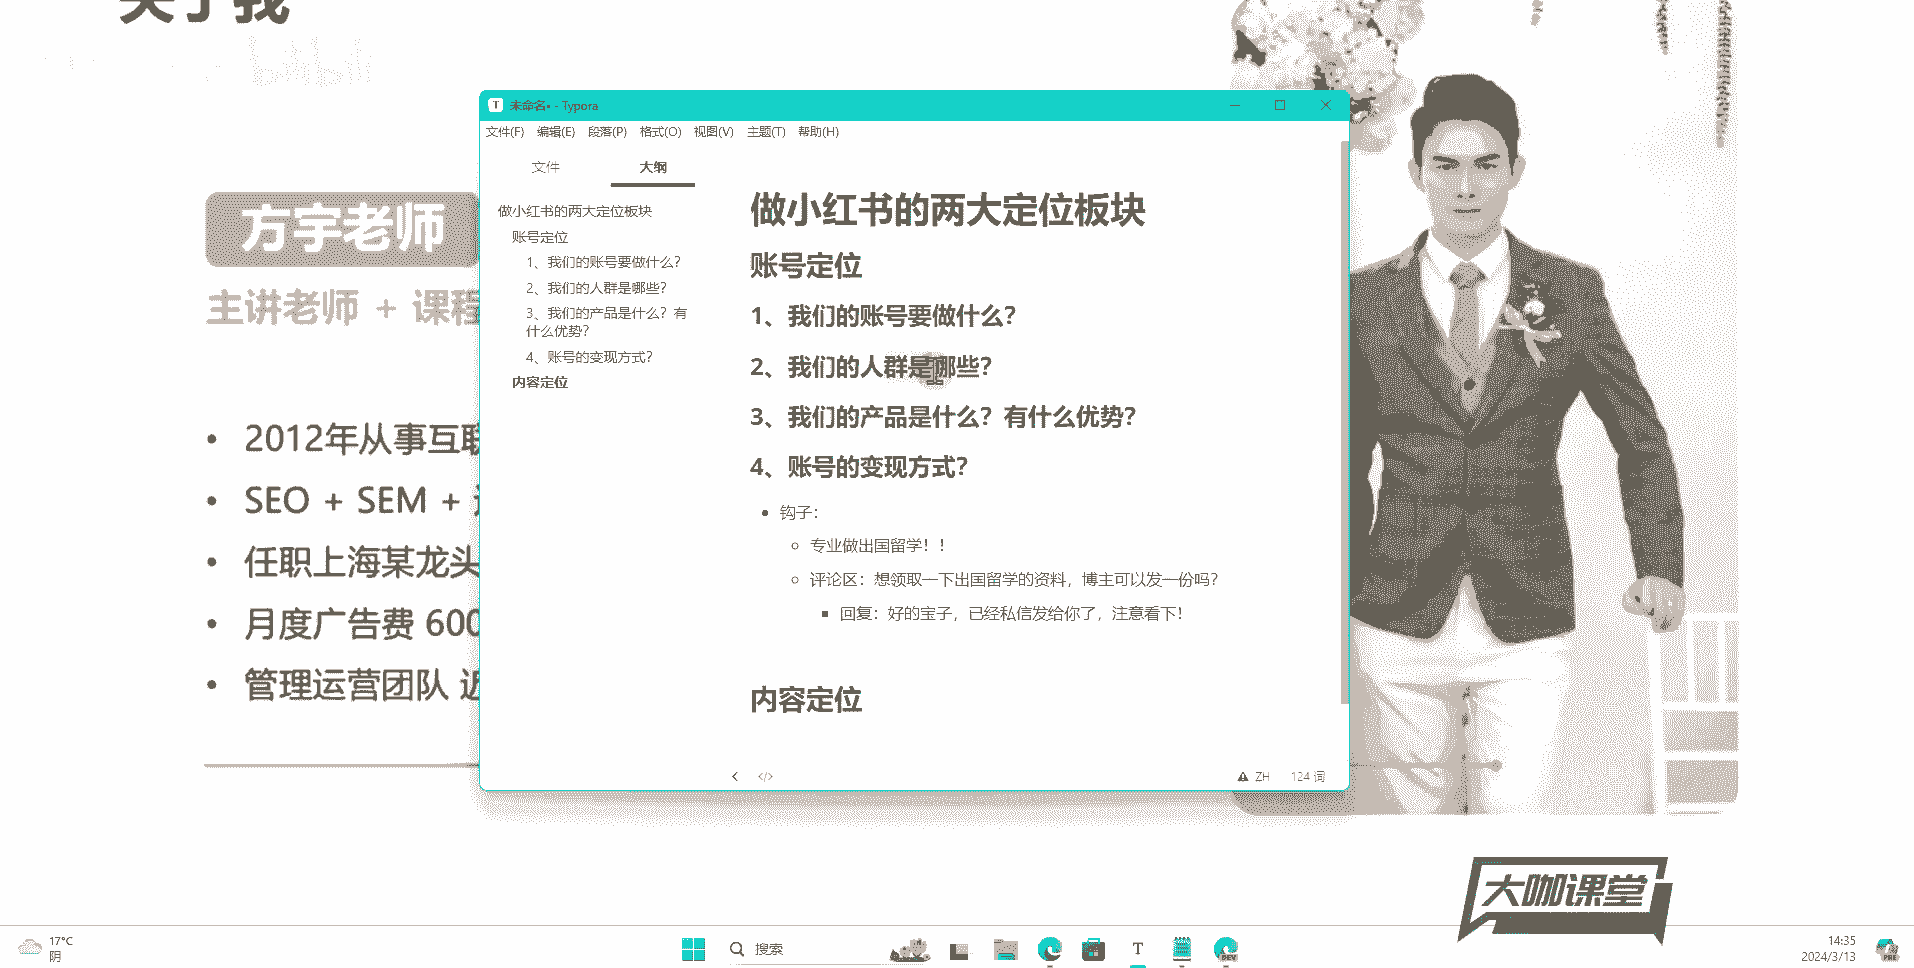 关于我
bilibili
方宇老师
主讲老师 + 课程
2012年从事互联
SEO + SEM +
任职上海某龙头
月度广告费 600
管理运营团队 近
未命名• - Typora
文件(F) 编辑(E) 段落(P) 格式(O) 视图(V) 主题(T) 帮助(H)
文件 大纲
做小红书的两大定位板块
账号定位
1、我们的账号要做什么？
2、我们的人群是哪些？
3、我们的产品是什么？有
什么优势？
4、账号的变现方式？
内容定位
做小红书的两大定位板块
账号定位
1、我们的账号要做什么？
2、我们的人群是哪些？
3、我们的产品是什么？有什么优势？
4、账号的变现方式？
钩子：
专业做出国留学！！
评论区：想领取一下出国留学的资料，博主可以发一份吗？
回复：好的宝子，已经私信发给你了，注意看下！
内容定位
ZH 124 词
大咖课堂
17°C
阴
搜索
DEV
14:35
2024/3/13
PRE